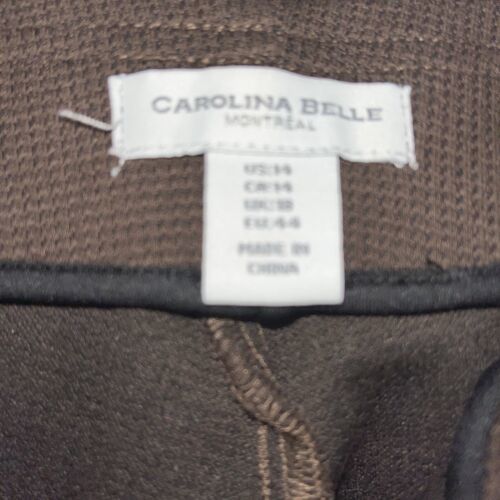 CAROLINA BELLE
MONTRÉAL
US:14
CA:14
UK:18
EU:44
MADE IN
CHINA